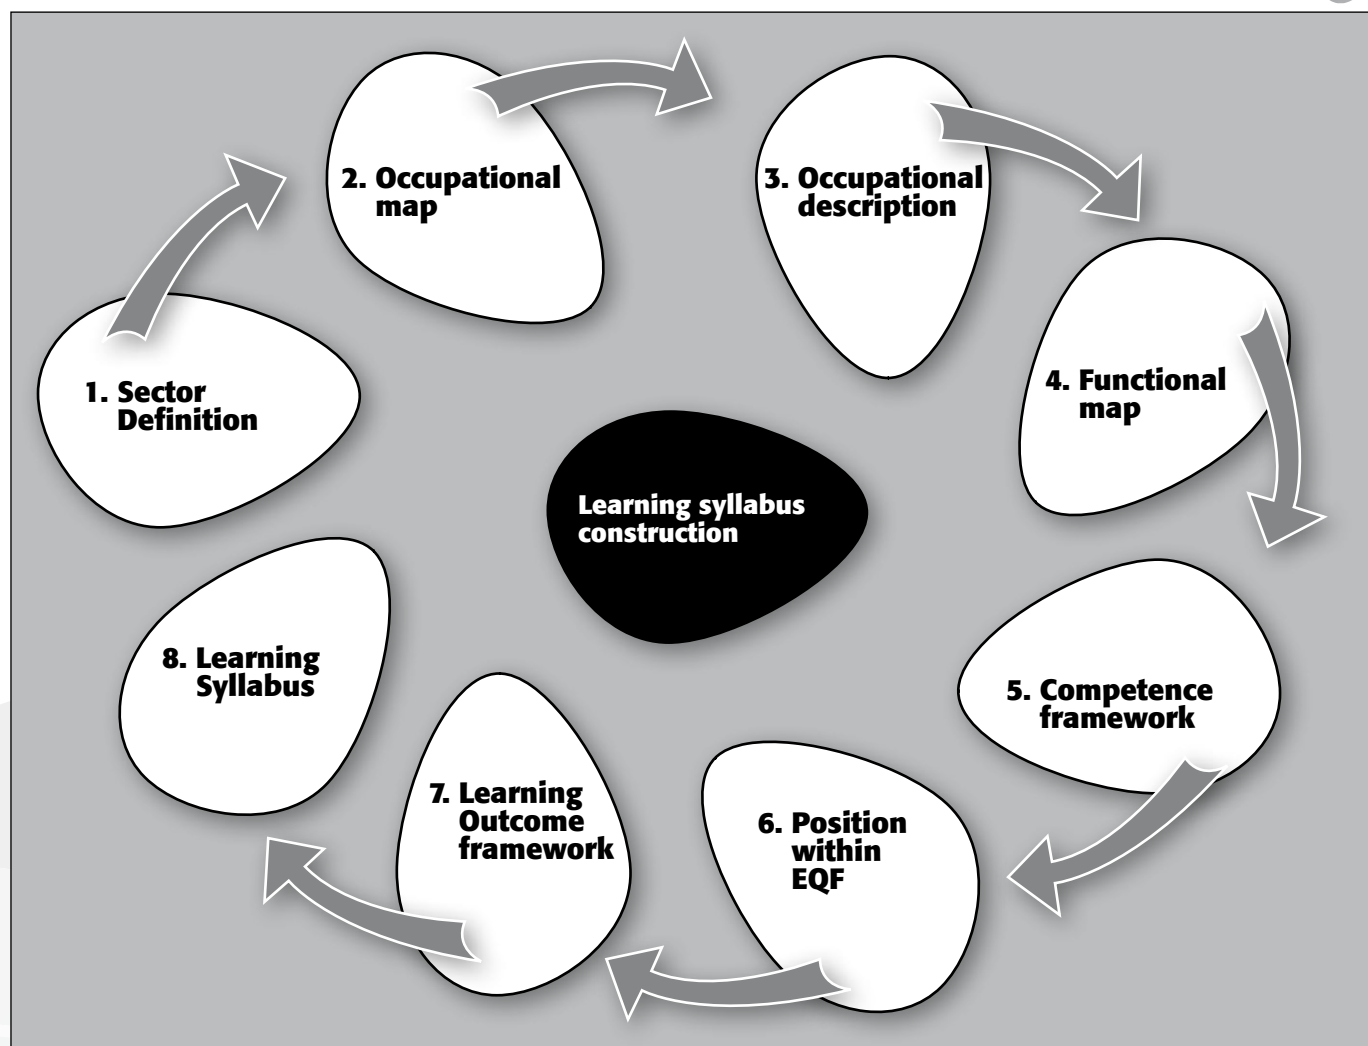 1. Sector
Definition
2. Occupational
map
3. Occupational
description
4. Functional
map
5. Competence
framework
6. Position
within
EQF
7. Learning
Outcome
framework
8. Learning
Syllabus
Learning syllabus
construction